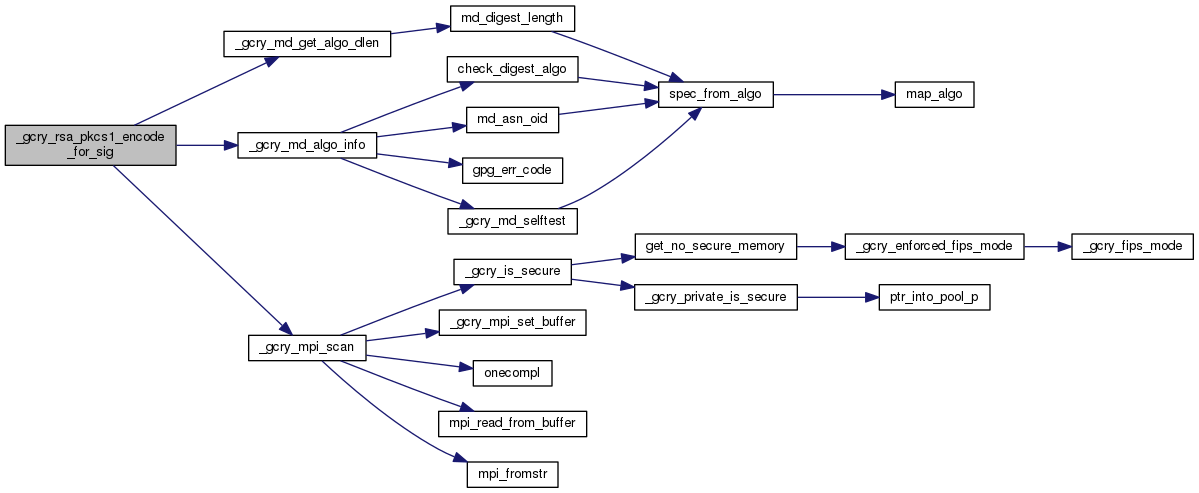 _gcry_rsa_pkcs1_encode
_for_sig
_gcry_md_get_algo_dlen
md_digest_length
_gcry_md_algo_info
check_digest_algo
md_asn_oid
gpg_err_code
_gcry_md_selftest
spec_from_algo
map_algo
_gcry_mpi_scan
_gcry_is_secure
get_no_secure_memory
_gcry_enforced_fips_mode
_gcry_fips_mode
_gcry_private_is_secure
ptr_into_pool_p
_gcry_mpi_set_buffer
onecompl
mpi_read_from_buffer
mpi_fromstr